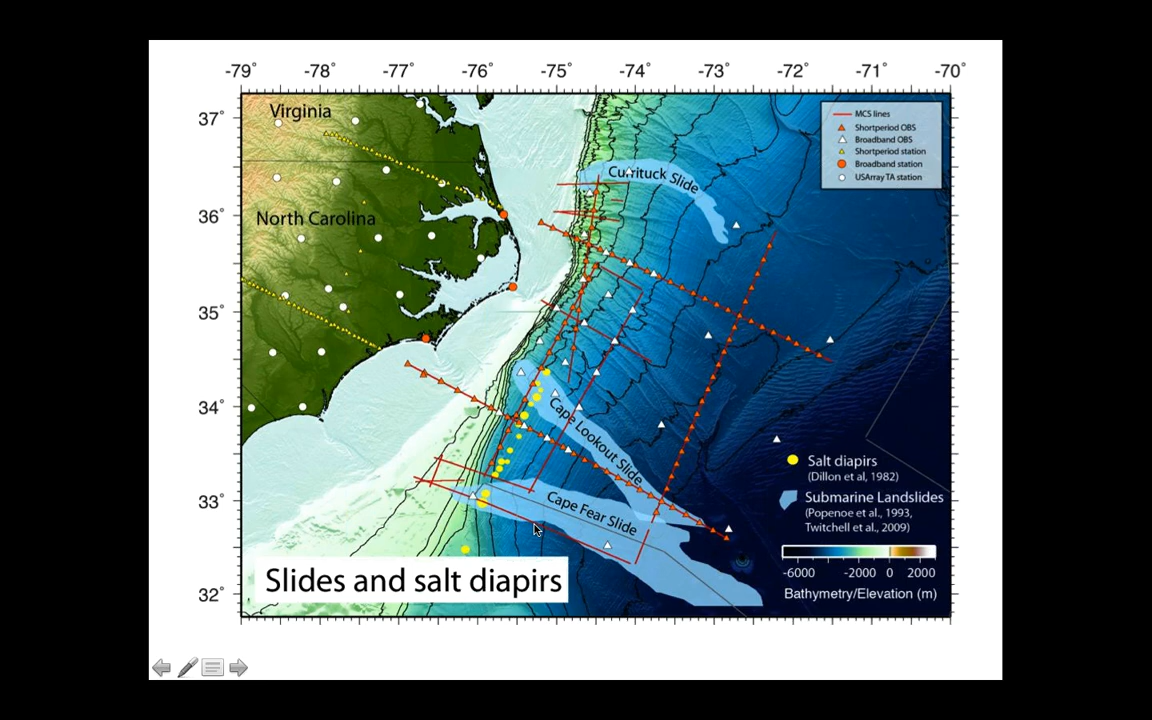 -79° -78° -77° -76° -75° -74° -73° -72° -71° -70°
37°
36°
35°
34°
33°
32°
Virginia
North Carolina
MCS lines
Shortperiod OBS
Broadband OBS
Shortperiod station
Broadband station
USArray TA station
Currituck Slide
Cape Lookout Slide
Cape Fear Slide
Salt diapirs
(Dillon et al, 1982)
Submarine Landslides
(Popenoe et al., 1993,
Twitchell et al., 2009)
-6000 -2000 0 2000
Bathymetry/Elevation (m)
Slides and salt diapirs